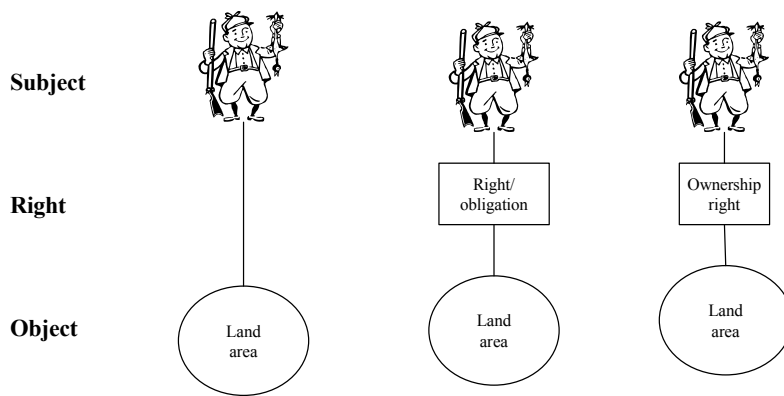 Subject
Right
Right/
obligation
Ownership
right
Object
Land
area
Land
area
Land
area